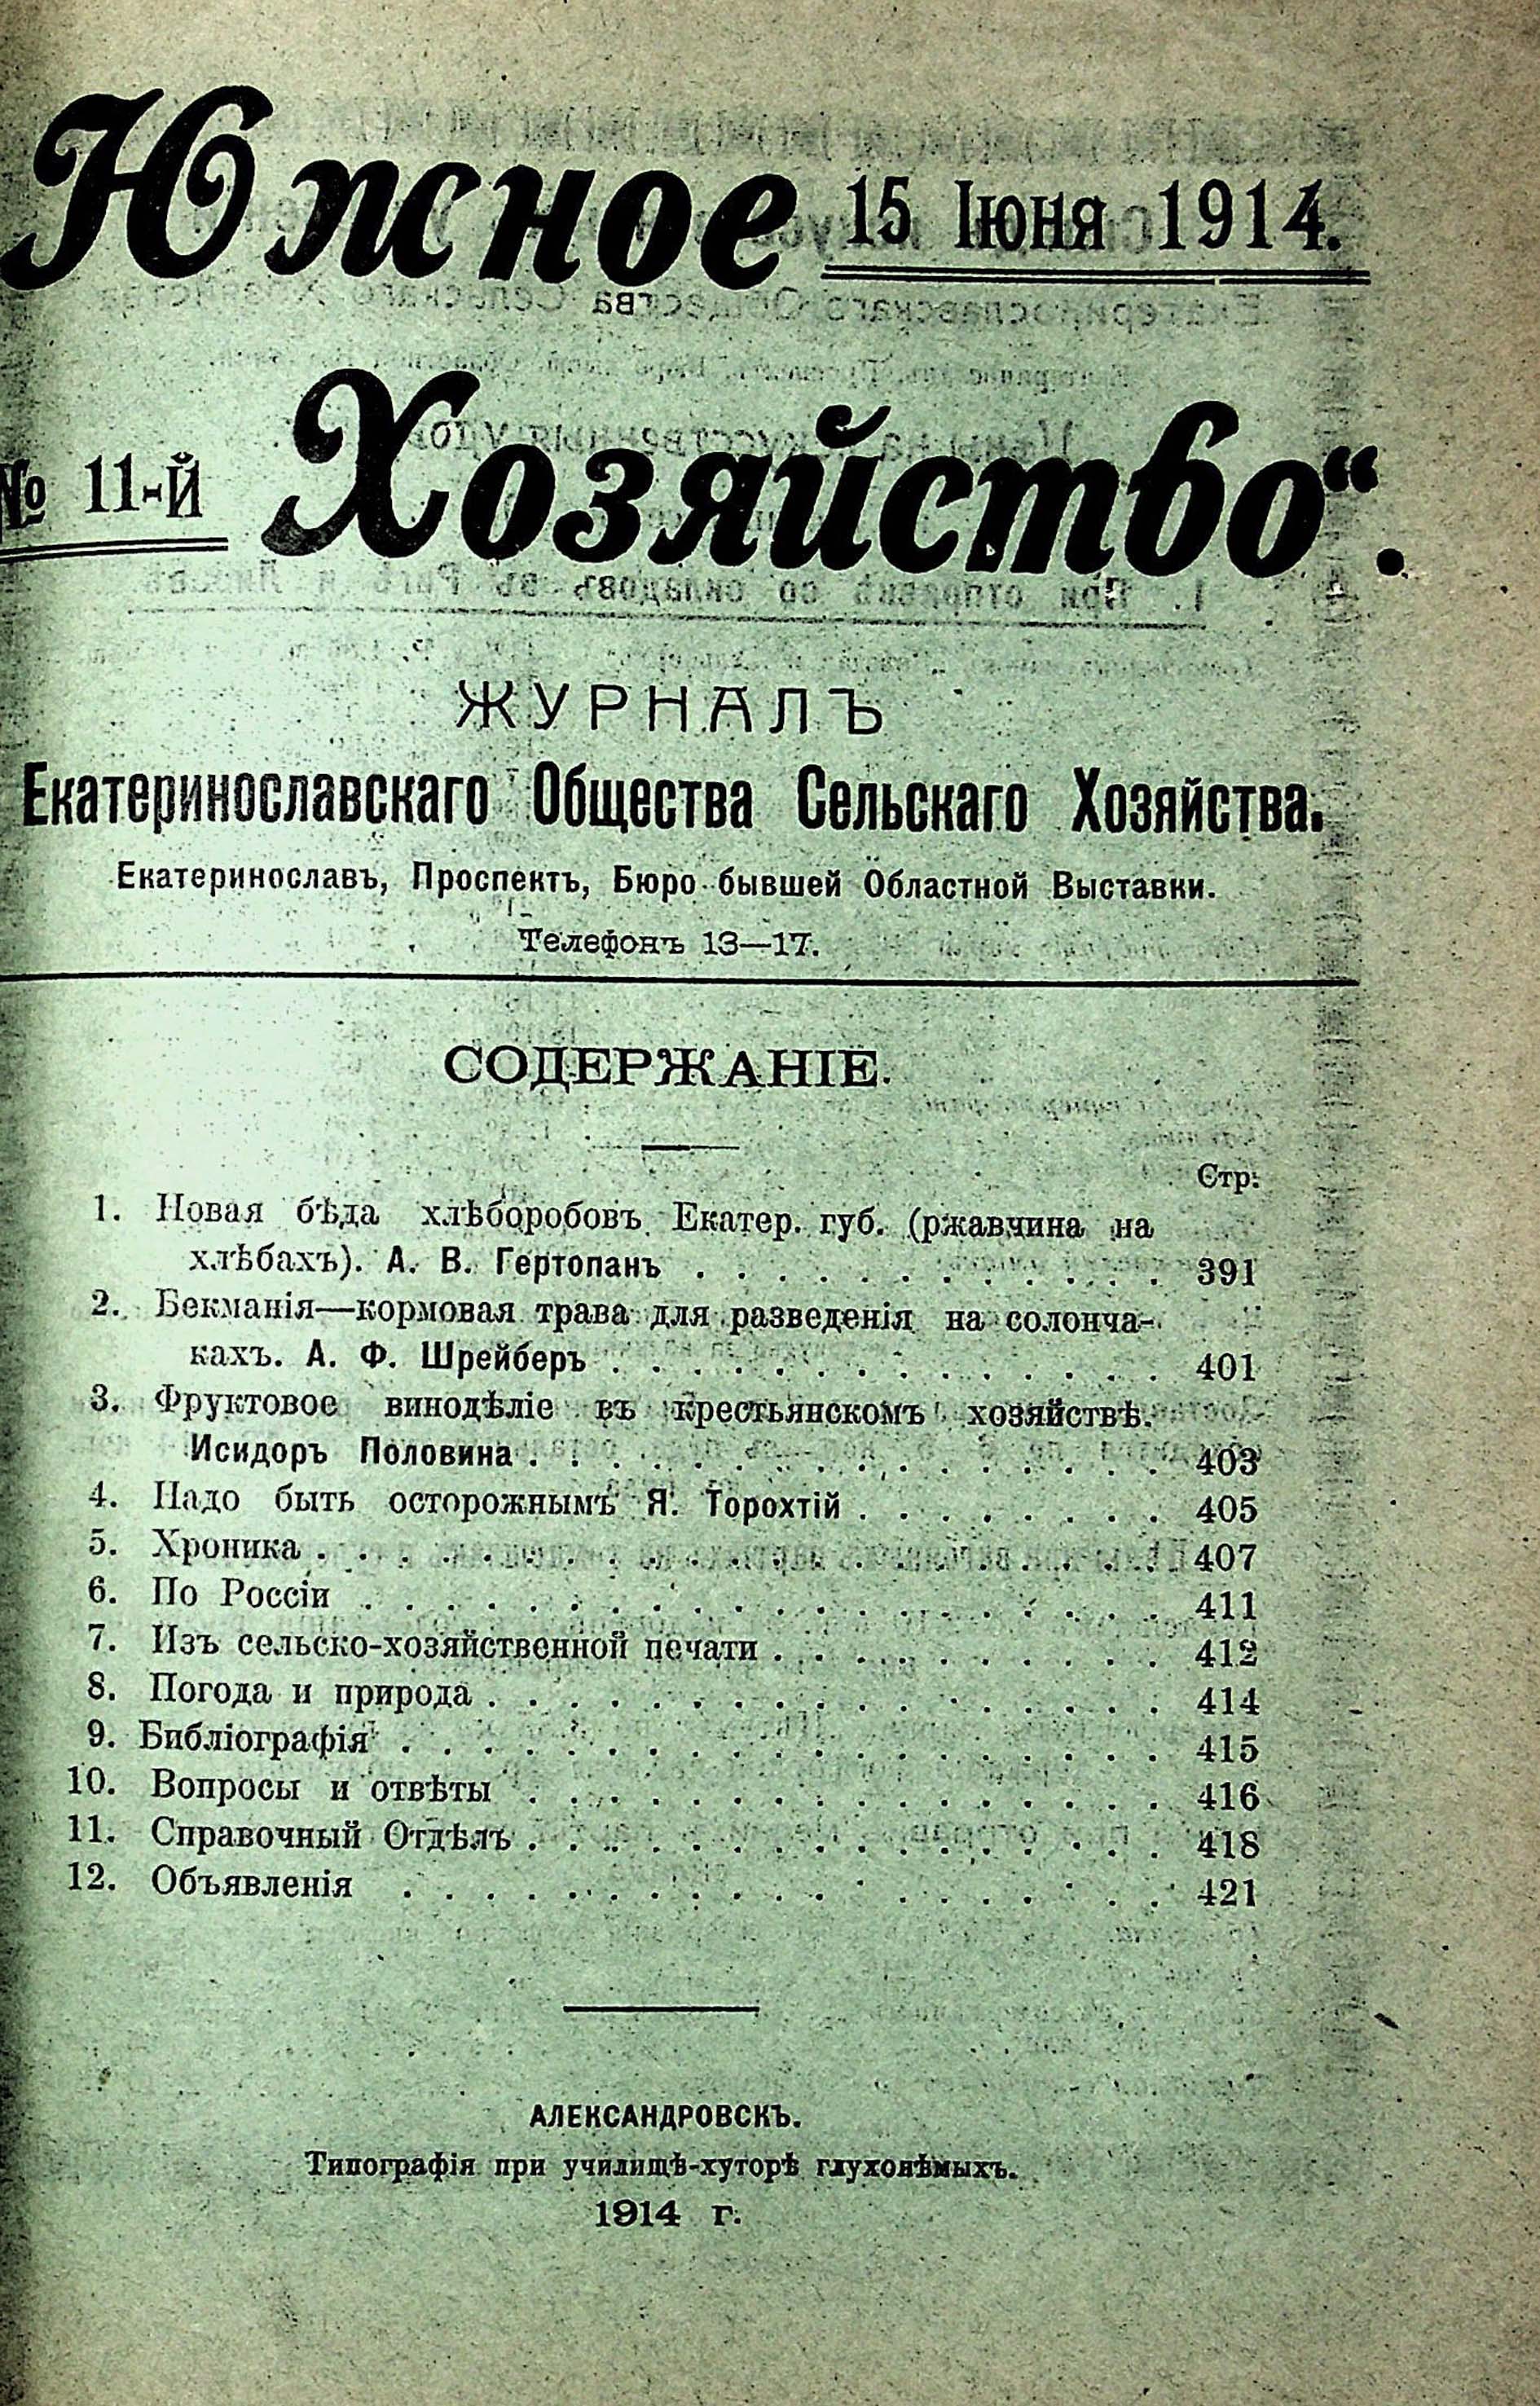 Южное 15 Іюня 1914.
№ 11-й Хозяйство“.
ЖУРНАЛЪ
Екатеринославскаго Общества Сельскаго Хозяйства.
Екатеринославъ, Проспектъ, Бюро бывшей Областной Выставки.
Телефонъ 13—17.
СОДЕРЖАНІЕ.
Стр.
1. Новая бѣда хлѣборобовъ Екатер. губ. (ржавчина на
хлѣбахъ). А. В. Гертопанъ . . . . . . . . . . . . 391
2. Бекманія—кормовая трава для разведенія на солонча-
кахъ. А. Ф. Шрейберъ . . . . . . . . . . . . . . 401
3. Фруктовое винодѣліе въ крестьянскомъ хозяйствѣ.
Исидоръ Половина . . . . . . . . . . . . . . . . 403
4. Надо быть осторожнымъ Я. Торохтій . . . . . . . . 405
5. Хроника . . . . . . . . . . . . . . . . . . . . . 407
6. По Россіи . . . . . . . . . . . . . . . . . . . . 411
7. Изъ сельско-хозяйственной печати . . . . . . . . . . 412
8. Погода и природа . . . . . . . . . . . . . . . . . 414
9. Библіографія . . . . . . . . . . . . . . . . . . . 415
10. Вопросы и отвѣты . . . . . . . . . . . . . . . . 416
11. Справочный Отдѣлъ . . . . . . . . . . . . . . . . 418
12. Объявленія . . . . . . . . . . . . . . . . . . . 421
АЛЕКСАНДРОВСКЪ.
Типографія при училищѣ-хуторѣ глухонѣмыхъ.
1914 г.